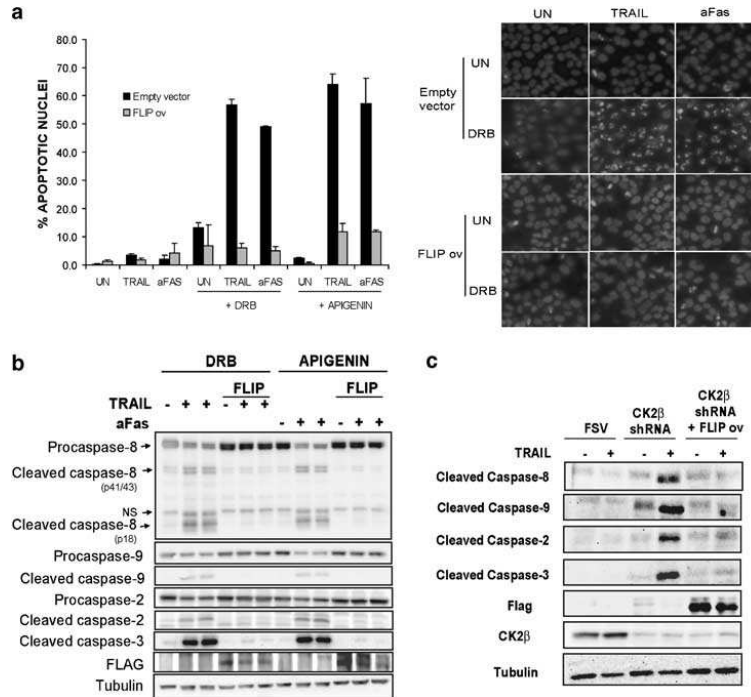 a
80.0
70.0
60.0
50.0
40.0
30.0
20.0
10.0
0.0
% APOPTOTIC NUCLEI
Empty vector
FLIP ov
UN TRAIL aFAS UN TRAIL aFAS UN TRAIL aFAS
+ DRB + APIGENIN
UN TRAIL aFas
Empty vector
UN
DRB
FLIP ov
UN
DRB
b
DRB APIGENIN
FLIP FLIP
TRAIL - + + - + +
aFas - + + - + +
Procaspase-8
Cleaved caspase-8
(p41/43)
NS
Cleaved caspase-8
(p18)
Procaspase-9
Cleaved caspase-9
Procaspase-2
Cleaved caspase-2
Cleaved caspase-3
FLAG
Tubulin
c
FSV CK2β shRNA CK2β shRNA + FLIP ov
TRAIL - + - + - +
Cleaved Caspase-8
Cleaved Caspase-9
Cleaved Caspase-2
Cleaved Caspase-3
Flag
CK2β
Tubulin